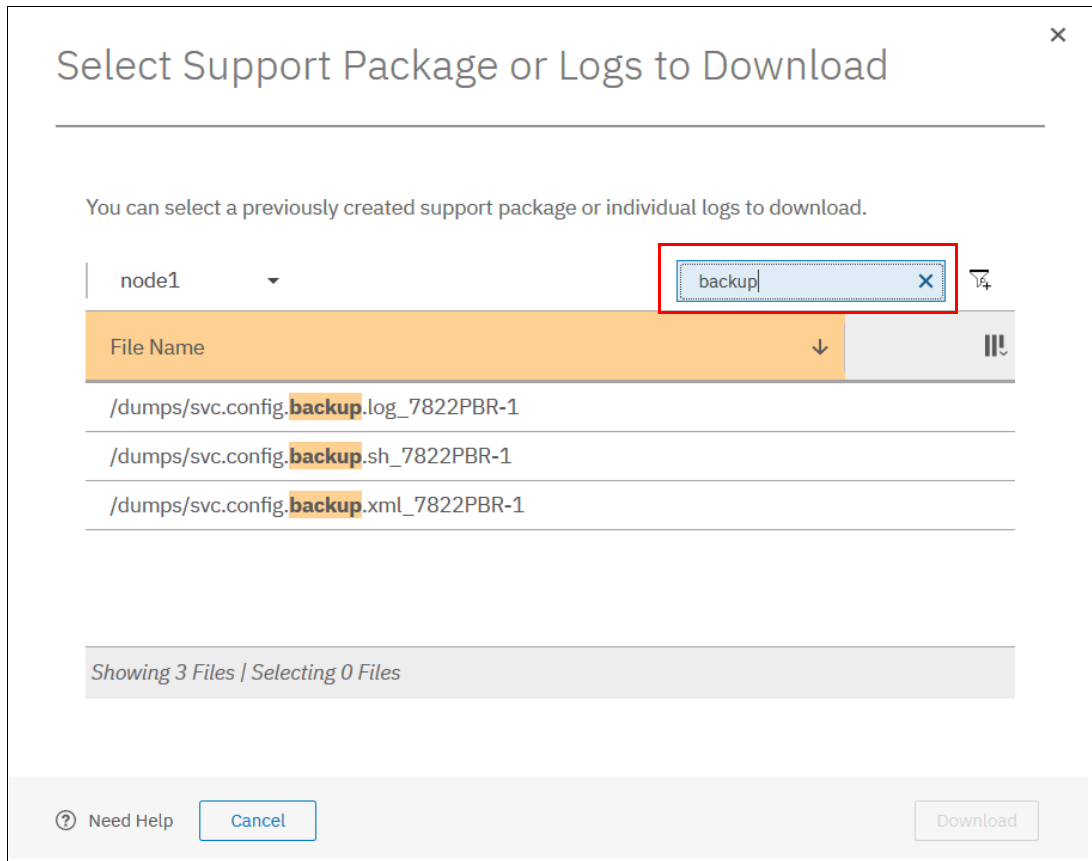 Select Support Package or Logs to Download
You can select a previously created support package or individual logs to download.
node1
backup
File Name
/dumps/svc.config.backup.log_7822PBR-1
/dumps/svc.config.backup.sh_7822PBR-1
/dumps/svc.config.backup.xml_7822PBR-1
Showing 3 Files | Selecting 0 Files
Need Help
Cancel
Download